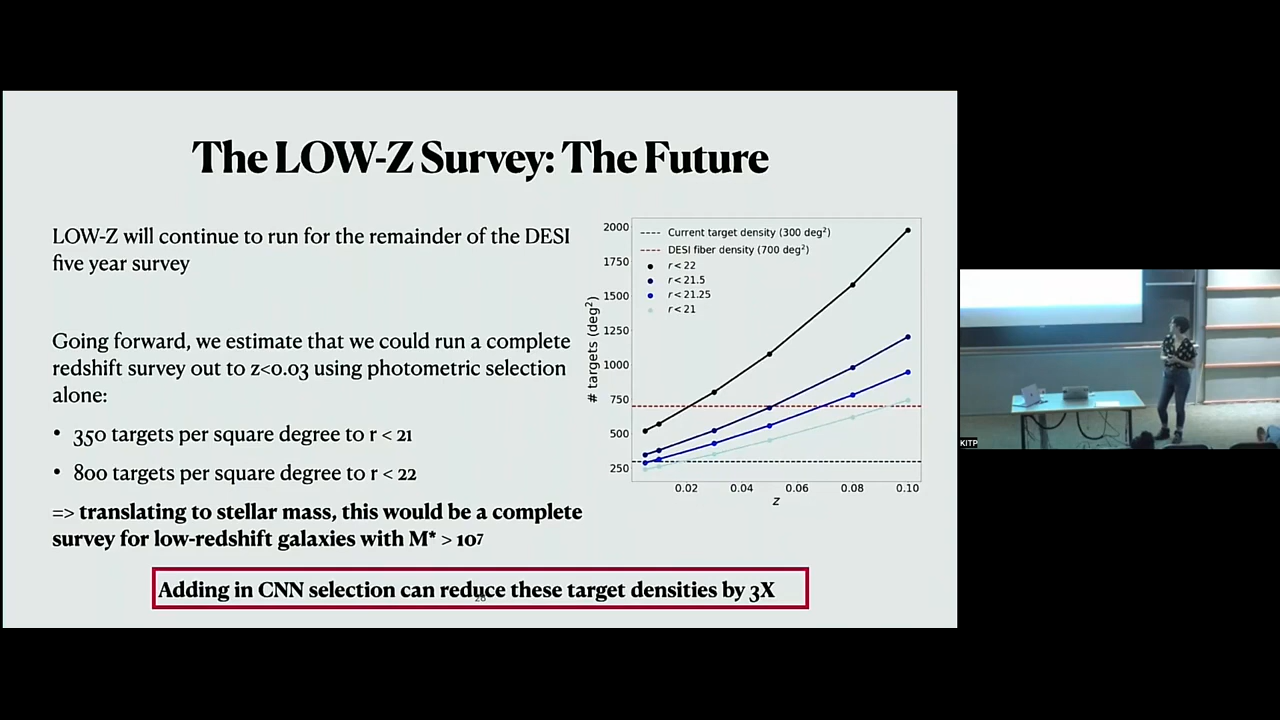 The LOW-Z Survey: The Future
LOW-Z will continue to run for the remainder of the DESI
five year survey
Going forward, we estimate that we could run a complete
redshift survey out to z<0.03 using photometric selection
alone:
• 350 targets per square degree to r < 21
• 800 targets per square degree to r < 22
=> translating to stellar mass, this would be a complete
survey for low-redshift galaxies with M* > 10⁷
Adding in CNN selection can reduce these target densities by 3X
28
# targets (deg²)
2000
1750
1500
1250
1000
750
500
250
Current target density (300 deg²)
DESI fiber density (700 deg²)
r < 22
r < 21.5
r < 21.25
r < 21
0.02 0.04 0.06 0.08 0.10
z
KITP